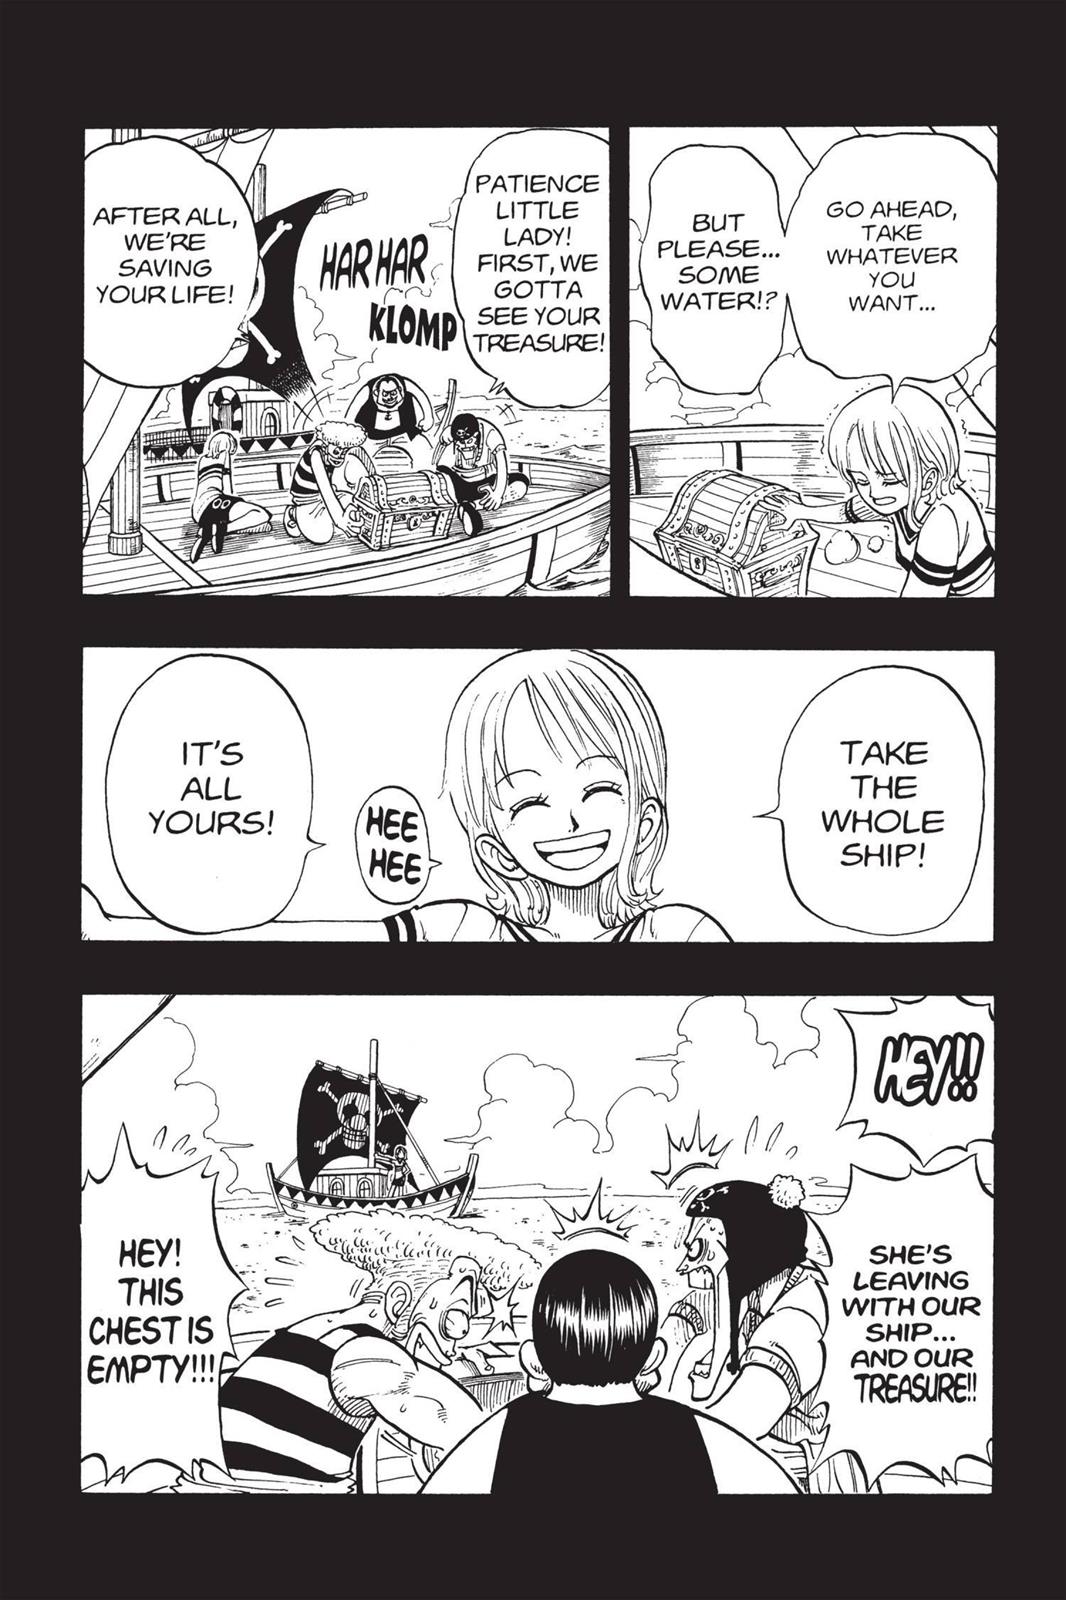 GO AHEAD,
TAKE
WHATEVER
YOU
WANT...
BUT
PLEASE...
SOME
WATER!?
PATIENCE
LITTLE
LADY!
FIRST, WE
GOTTA
SEE YOUR
TREASURE!
HAR HAR
KLOMP
AFTER ALL,
WE'RE
SAVING
YOUR LIFE!
TAKE
THE
WHOLE
SHIP!
HEE
HEE
IT'S
ALL
YOURS!
HEY!!
SHE'S
LEAVING
WITH OUR
SHIP...
AND OUR
TREASURE!!
HEY!
THIS
CHEST IS
EMPTY!!!